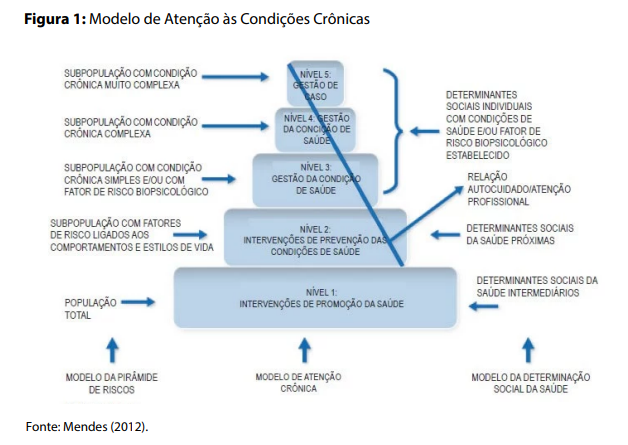 Figura 1: Modelo de Atenção às Condições Crônicas
SUBPOPULAÇÃO COM CONDIÇÃO
CRÔNICA MUITO COMPLEXA
NÍVEL 5:
GESTÃO DE
CASO
SUBPOPULAÇÃO COM CONDIÇÃO
CRÔNICA COMPLEXA
NÍVEL 4: GESTÃO
DA CONDIÇÃO DE
SAÚDE
DETERMINANTES
SOCIAIS INDIVIDUAIS
COM CONDIÇÕES DE
SAÚDE E/OU FATOR DE
RISCO BIOPSICOLÓGICO
ESTABELECIDO
SUBPOPULAÇÃO COM CONDIÇÃO
CRÔNICA SIMPLES E/OU COM
FATOR DE RISCO BIOPSICOLÓGICO
NÍVEL 3:
GESTÃO DA CONDIÇÃO
DE SAÚDE
RELAÇÃO
AUTOCUIDADO/ATENÇÃO
PROFISSIONAL
SUBPOPULAÇÃO COM FATORES
DE RISCO LIGADOS AOS
COMPORTAMENTOS E ESTILOS DE VIDA
NÍVEL 2:
INTERVENÇÕES DE PREVENÇÃO DAS
CONDIÇÕES DE SAÚDE
DETERMINANTES SOCIAIS
DA SAÚDE PRÓXIMAS
POPULAÇÃO
TOTAL
NÍVEL 1:
INTERVENÇÕES DE PROMOÇÃO DA SAÚDE
DETERMINANTES SOCIAIS DA
SAÚDE INTERMEDIÁRIOS
MODELO DA PIRÂMIDE
DE RISCOS
MODELO DE ATENÇÃO
CRÔNICA
MODELO DA DETERMINAÇÃO
SOCIAL DA SAÚDE
Fonte: Mendes (2012).